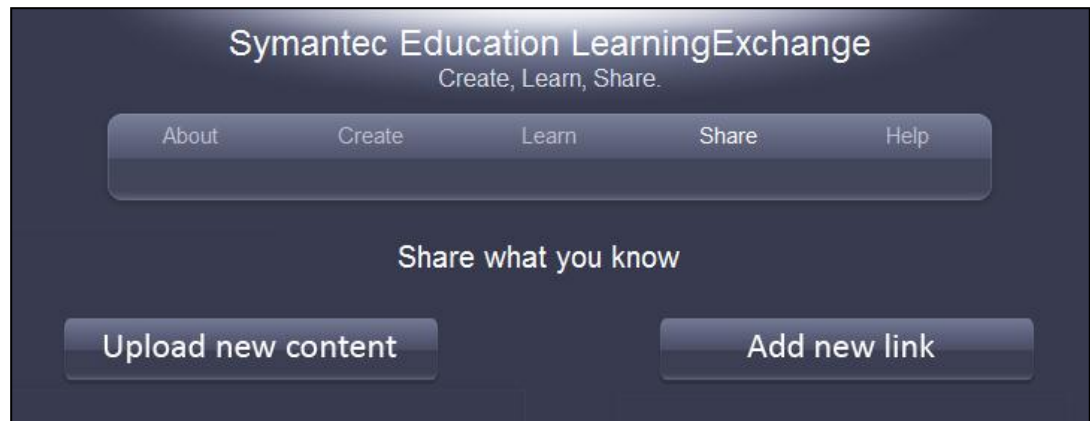 Symantec Education LearningExchange
Create, Learn, Share.
About Create Learn Share Help
Share what you know
Upload new content Add new link